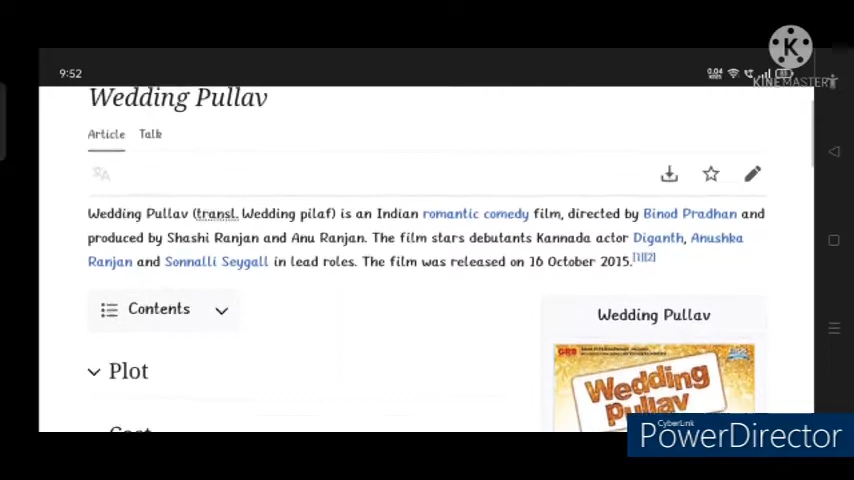 9:52
0.04
KINEMASTER
Wedding Pullav
Article Talk
Wedding Pullav (transl. Wedding pilaf) is an Indian romantic comedy film, directed by Binod Pradhan and
produced by Shashi Ranjan and Anu Ranjan. The film stars debutants Kannada actor Diganth, Anushka
Ranjan and Sonnalli Seygall in lead roles. The film was released on 16 October 2015.[1][2]
Contents
Wedding Pullav
Plot
Wedding
pullav
CyberLink
PowerDirector